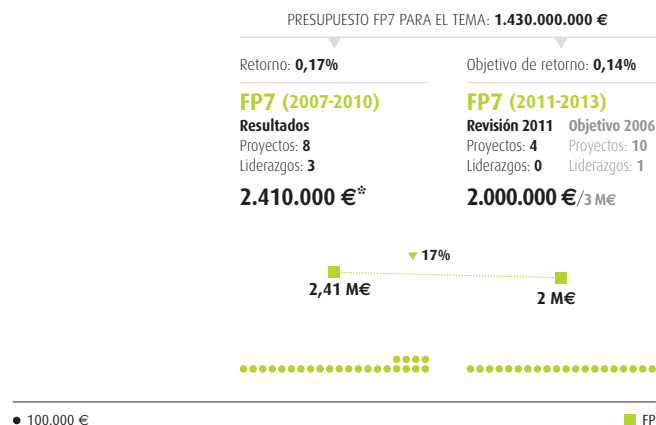 PRESUPUESTO FP7 PARA EL TEMA: 1.430.000.000 €
Retorno: 0,17%
Objetivo de retorno: 0,14%
FP7 (2007-2010)
Resultados
Proyectos: 8
Liderazgos: 3
2.410.000 €*
FP7 (2011-2013)
Revisión 2011 Objetivo 2006
Proyectos: 4 Proyectos: 10
Liderazgos: 0 Liderazgos: 1
2.000.000 €/3 M€
17%
2,41 M€
2 M€
100.000 €
FP